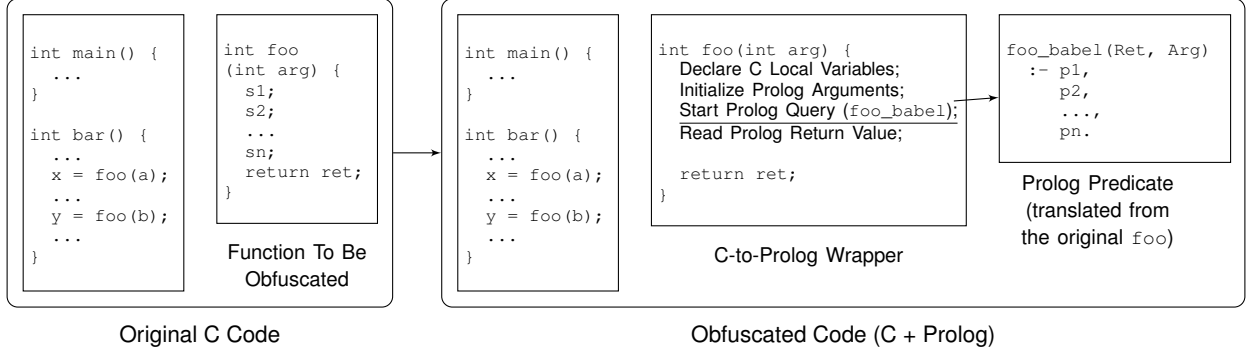 int main() {
...
}
int bar() {
...
x = foo(a);
...
y = foo(b);
...
}
int foo
(int arg) {
s1;
s2;
...
sn;
return ret;
}
Function To Be
Obfuscated
Original C Code
int main() {
...
}
int bar() {
...
x = foo(a);
...
y = foo(b);
...
}
int foo(int arg) {
Declare C Local Variables;
Initialize Prolog Arguments;
Start Prolog Query (foo_babel);
Read Prolog Return Value;
return ret;
}
C-to-Prolog Wrapper
foo_babel(Ret, Arg)
:- p1,
p2,
...,
pn.
Prolog Predicate
(translated from
the original foo)
Obfuscated Code (C + Prolog)